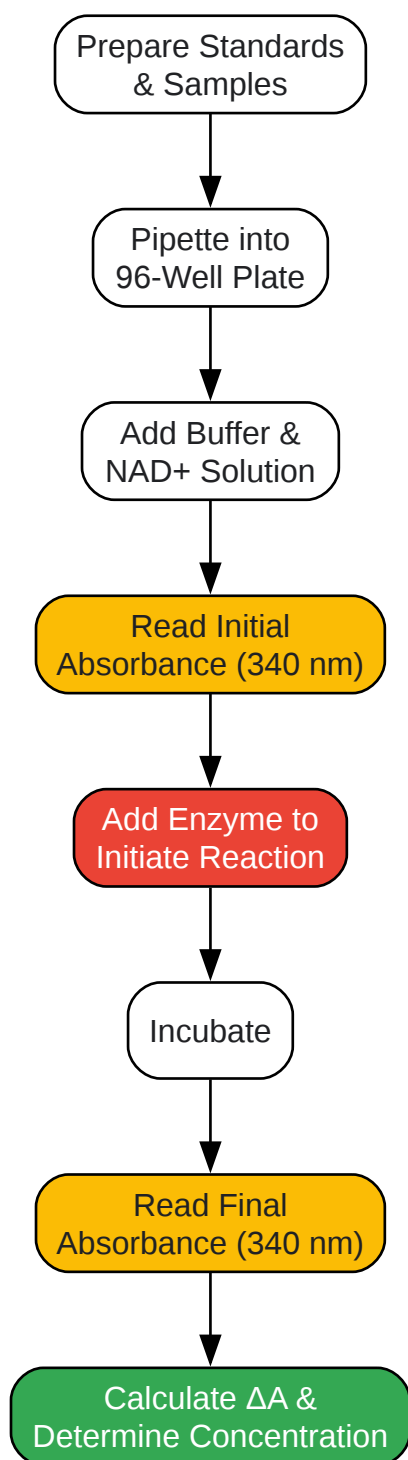 Prepare Standards
& Samples
Pipette into
96-Well Plate
Add Buffer &
NAD+ Solution
Read Initial
Absorbance (340 nm)
Add Enzyme to
Initiate Reaction
Incubate
Read Final
Absorbance (340 nm)
Calculate ΔA &
Determine Concentration